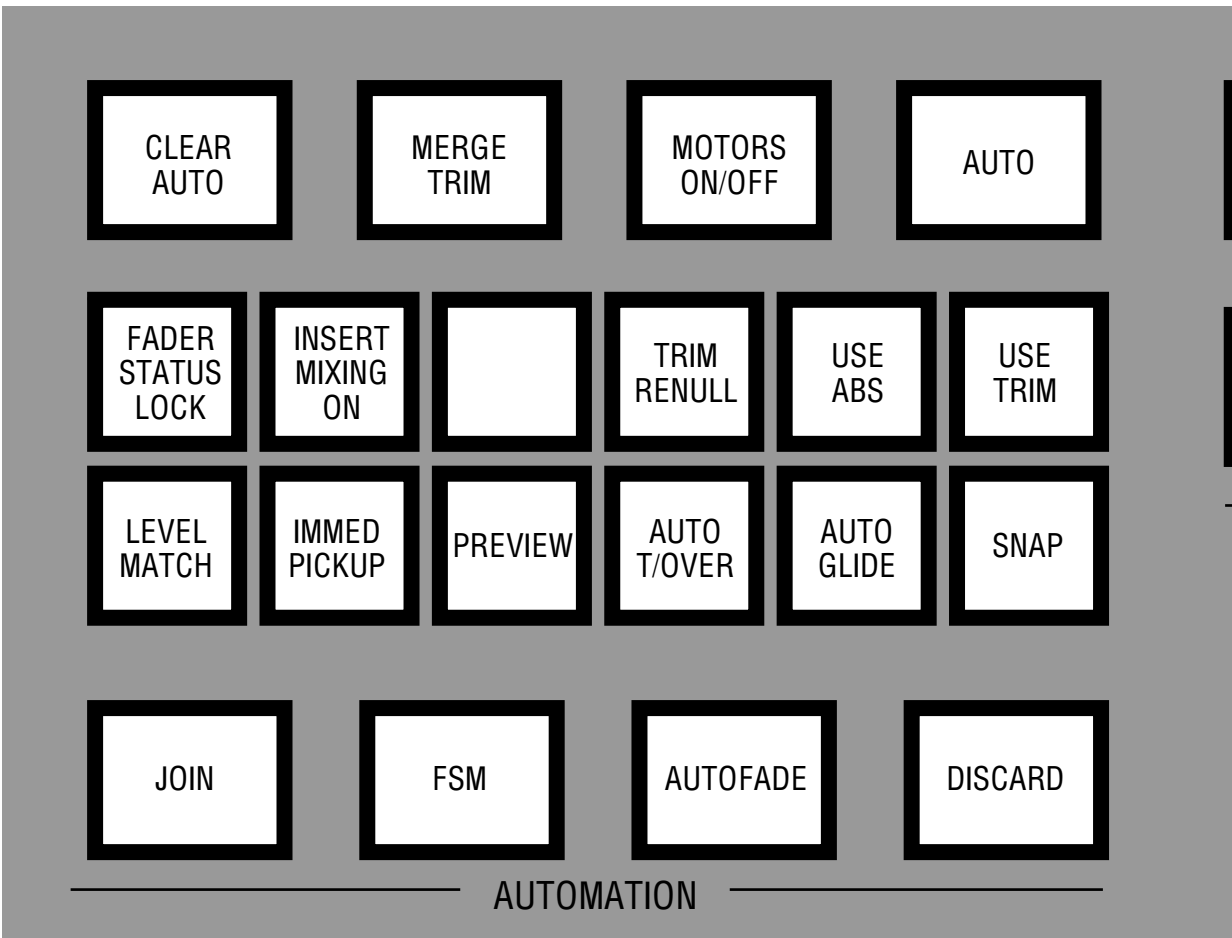 CLEAR
AUTO
MERGE
TRIM
MOTORS
ON/OFF
AUTO
FADER
STATUS
LOCK
INSERT
MIXING
ON
TRIM
RENULL
USE
ABS
USE
TRIM
LEVEL
MATCH
IMMED
PICKUP
PREVIEW
AUTO
T/OVER
AUTO
GLIDE
SNAP
JOIN
FSM
AUTOFADE
DISCARD
AUTOMATION